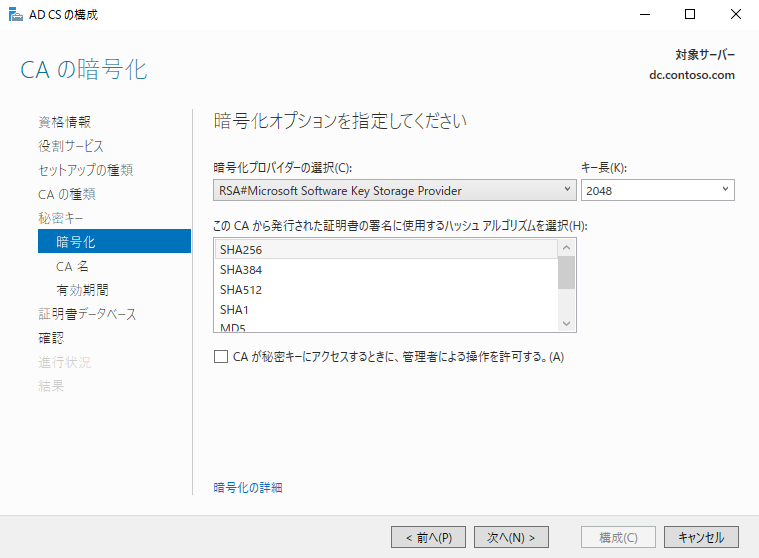 AD CS の構成
CA の暗号化
対象サーバー
dc.contoso.com
資格情報
役割サービス
セットアップの種類
CA の種類
秘密キー
暗号化
CA 名
有効期間
証明書データベース
確認
進行状況
結果
暗号化オプションを指定してください
暗号化プロバイダーの選択(C):
キー長(K):
RSA#Microsoft Software Key Storage Provider
2048
この CA から発行された証明書の署名に使用するハッシュ アルゴリズムを選択(H):
SHA256
SHA384
SHA512
SHA1
MD5
CA が秘密キーにアクセスするときに、管理者による操作を許可する。(A)
暗号化の詳細
< 前へ(P)
次へ(N) >
構成(C)
キャンセル